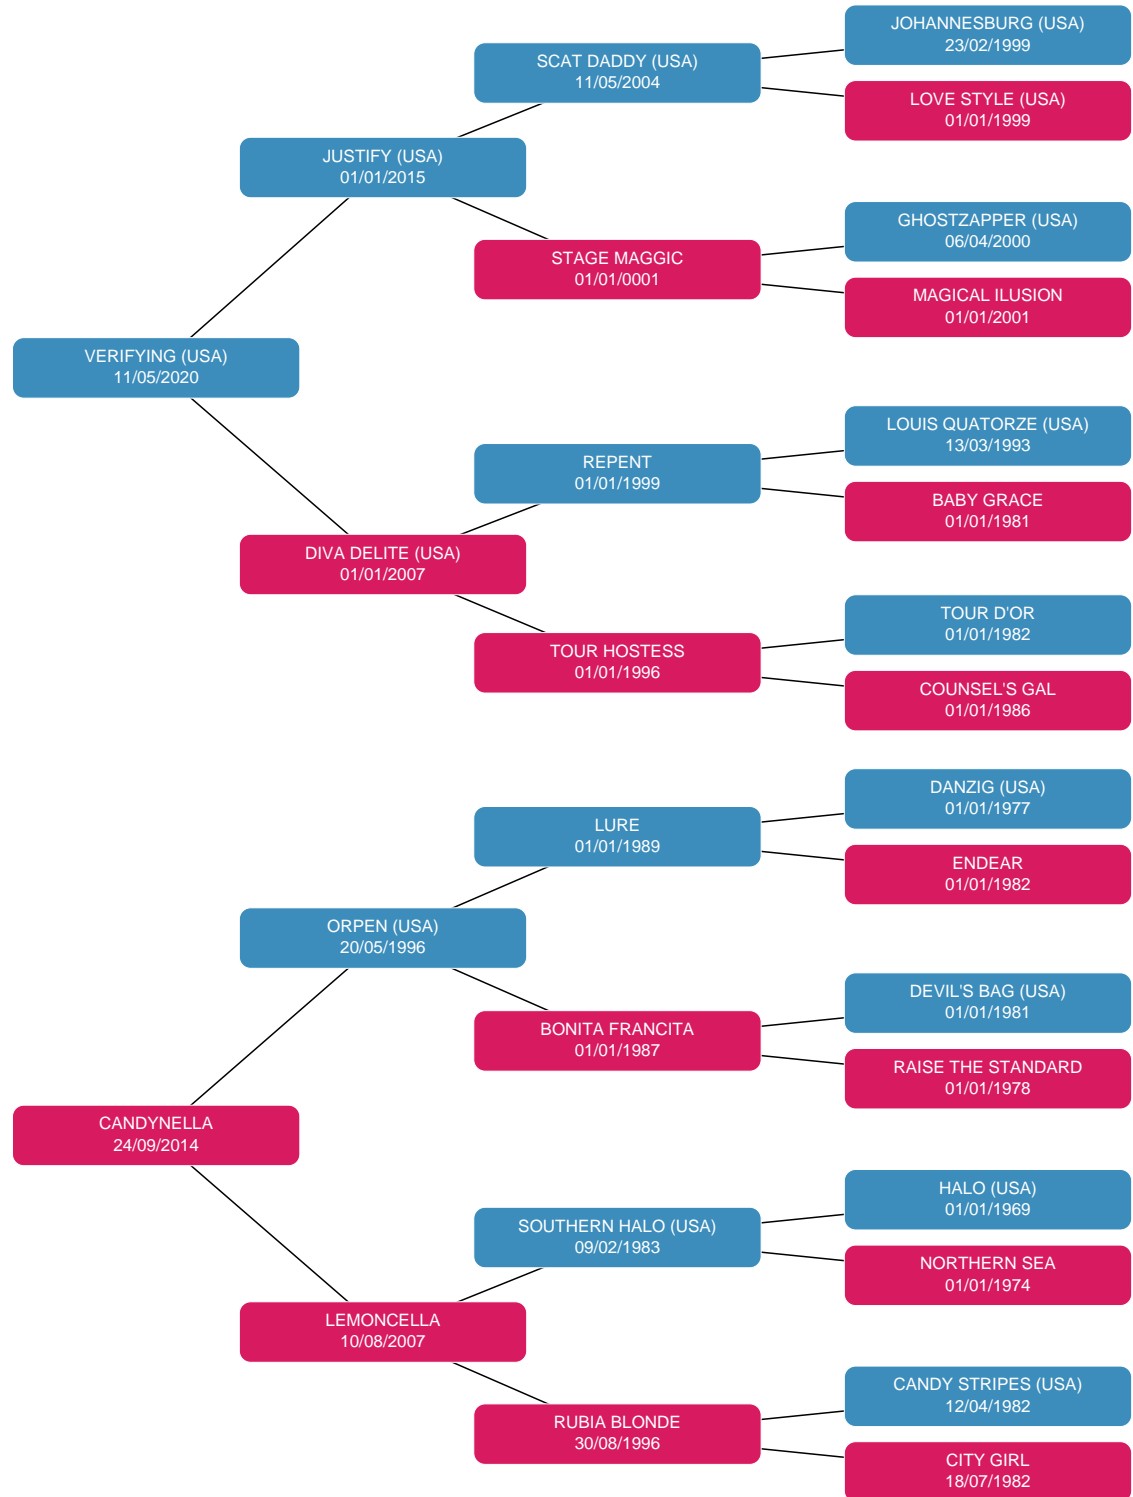 JOHANNESBURG (USA)
23/02/1999
SCAT DADDY (USA)
11/05/2004
LOVE STYLE (USA)
01/01/1999
JUSTIFY (USA)
01/01/2015
GHOSTZAPPER (USA)
06/04/2000
STAGE MAGGIC
01/01/0001
MAGICAL ILUSION
01/01/2001
VERIFYING (USA)
11/05/2020
LOUIS QUATORZE (USA)
13/03/1993
REPENT
01/01/1999
BABY GRACE
01/01/1981
DIVA DELITE (USA)
01/01/2007
TOUR D'OR
01/01/1982
TOUR HOSTESS
01/01/1996
COUNSEL'S GAL
01/01/1986
DANZIG (USA)
01/01/1977
LURE
01/01/1989
ENDEAR
01/01/1982
ORPEN (USA)
20/05/1996
DEVIL'S BAG (USA)
01/01/1981
BONITA FRANCITA
01/01/1987
RAISE THE STANDARD
01/01/1978
CANDYNELLA
24/09/2014
HALO (USA)
01/01/1969
SOUTHERN HALO (USA)
09/02/1983
NORTHERN SEA
01/01/1974
LEMONCELLA
10/08/2007
CANDY STRIPES (USA)
12/04/1982
RUBIA BLONDE
30/08/1996
CITY GIRL
18/07/1982